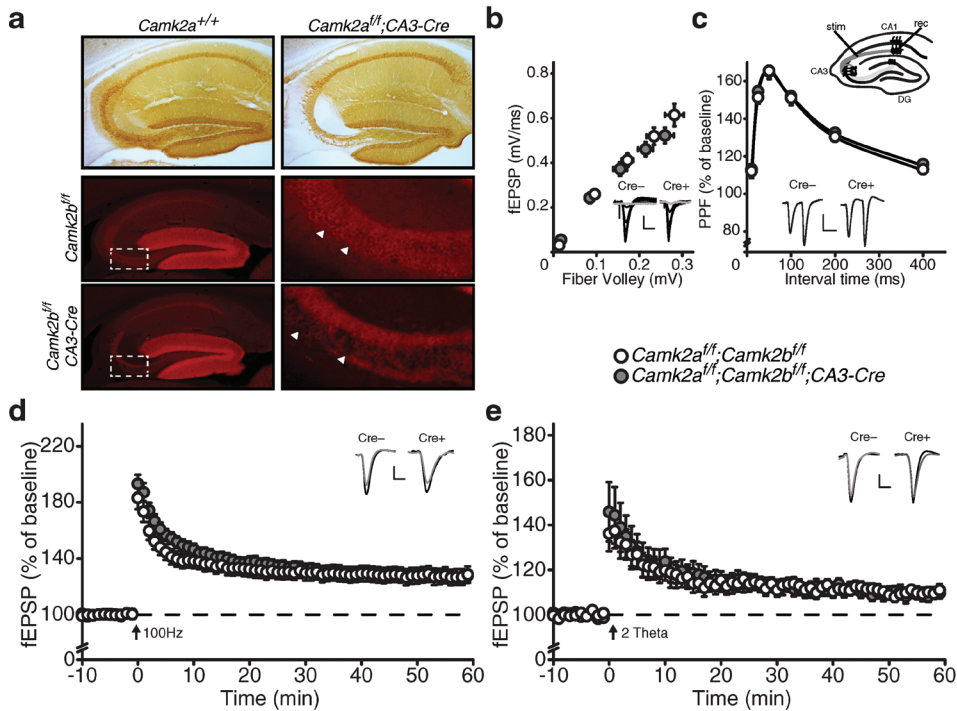 a
Camk2a+/+
Camk2af/f;CA3-Cre
Camk2bf/f
Camk2bf/f
CA3-Cre
b
fEPSP (mV/ms)
0.8
0.6
0.4
0.2
0
0.1
0.2
0.3
Fiber Volley (mV)
Cre–
Cre+
c
PPF (% of baseline)
160
140
120
100
80
0
100
200
300
400
Interval time (ms)
Cre–
Cre+
stim
CA1
rec
CA3
DG
Camk2af/f;Camk2bf/f
Camk2af/f;Camk2bf/f;CA3-Cre
d
fEPSP (% of baseline)
220
180
140
100
0
Cre–
Cre+
100Hz
-10
0
10
20
30
40
50
60
Time (min)
e
fEPSP (% of baseline)
180
160
140
120
100
0
Cre–
Cre+
2 Theta
-10
0
10
20
30
40
50
60
Time (min)